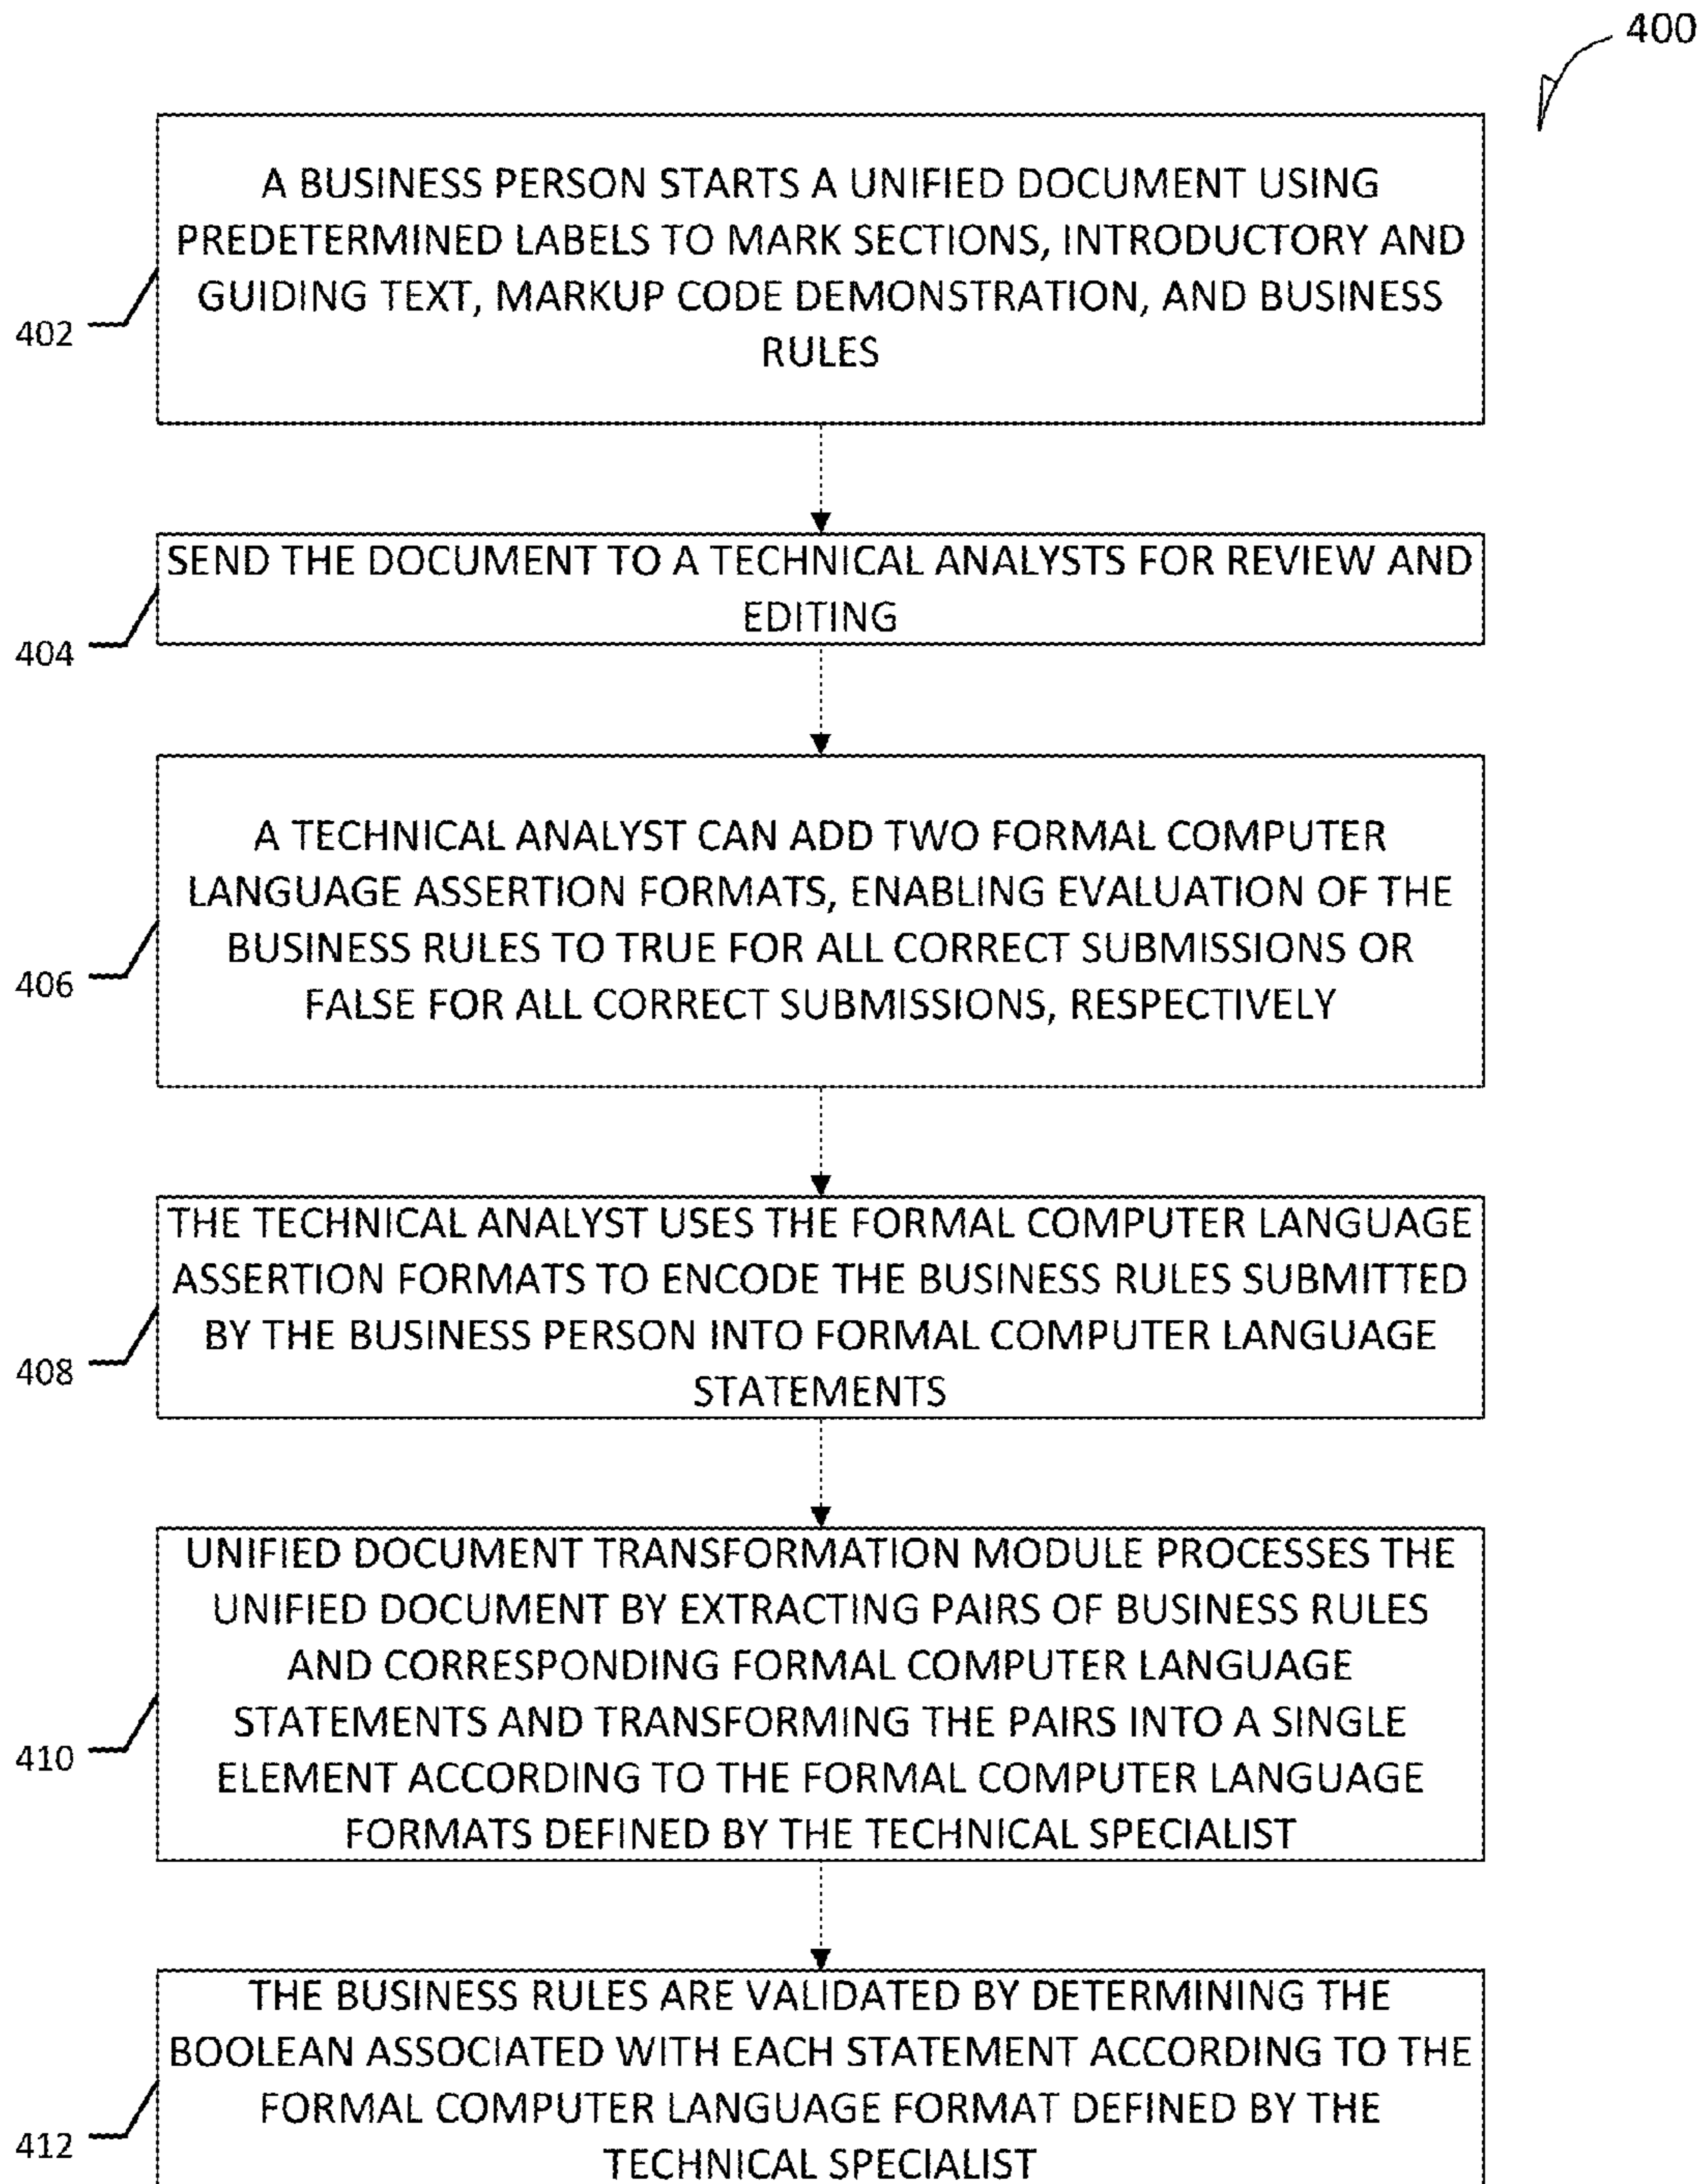 400
A BUSINESS PERSON STARTS A UNIFIED DOCUMENT USING
PREDETERMINED LABELS TO MARK SECTIONS, INTRODUCTORY AND
GUIDING TEXT, MARKUP CODE DEMONSTRATION, AND BUSINESS
RULES
402
SEND THE DOCUMENT TO A TECHNICAL ANALYSTS FOR REVIEW AND
EDITING
404
A TECHNICAL ANALYST CAN ADD TWO FORMAL COMPUTER
LANGUAGE ASSERTION FORMATS, ENABLING EVALUATION OF THE
BUSINESS RULES TO TRUE FOR ALL CORRECT SUBMISSIONS OR
FALSE FOR ALL CORRECT SUBMISSIONS, RESPECTIVELY
406
THE TECHNICAL ANALYST USES THE FORMAL COMPUTER LANGUAGE
ASSERTION FORMATS TO ENCODE THE BUSINESS RULES SUBMITTED
BY THE BUSINESS PERSON INTO FORMAL COMPUTER LANGUAGE
STATEMENTS
408
UNIFIED DOCUMENT TRANSFORMATION MODULE PROCESSES THE
UNIFIED DOCUMENT BY EXTRACTING PAIRS OF BUSINESS RULES
AND CORRESPONDING FORMAL COMPUTER LANGUAGE
STATEMENTS AND TRANSFORMING THE PAIRS INTO A SINGLE
ELEMENT ACCORDING TO THE FORMAL COMPUTER LANGUAGE
FORMATS DEFINED BY THE TECHNICAL SPECIALIST
410
THE BUSINESS RULES ARE VALIDATED BY DETERMINING THE
BOOLEAN ASSOCIATED WITH EACH STATEMENT ACCORDING TO THE
FORMAL COMPUTER LANGUAGE FORMAT DEFINED BY THE
TECHNICAL SPECIALIST
412